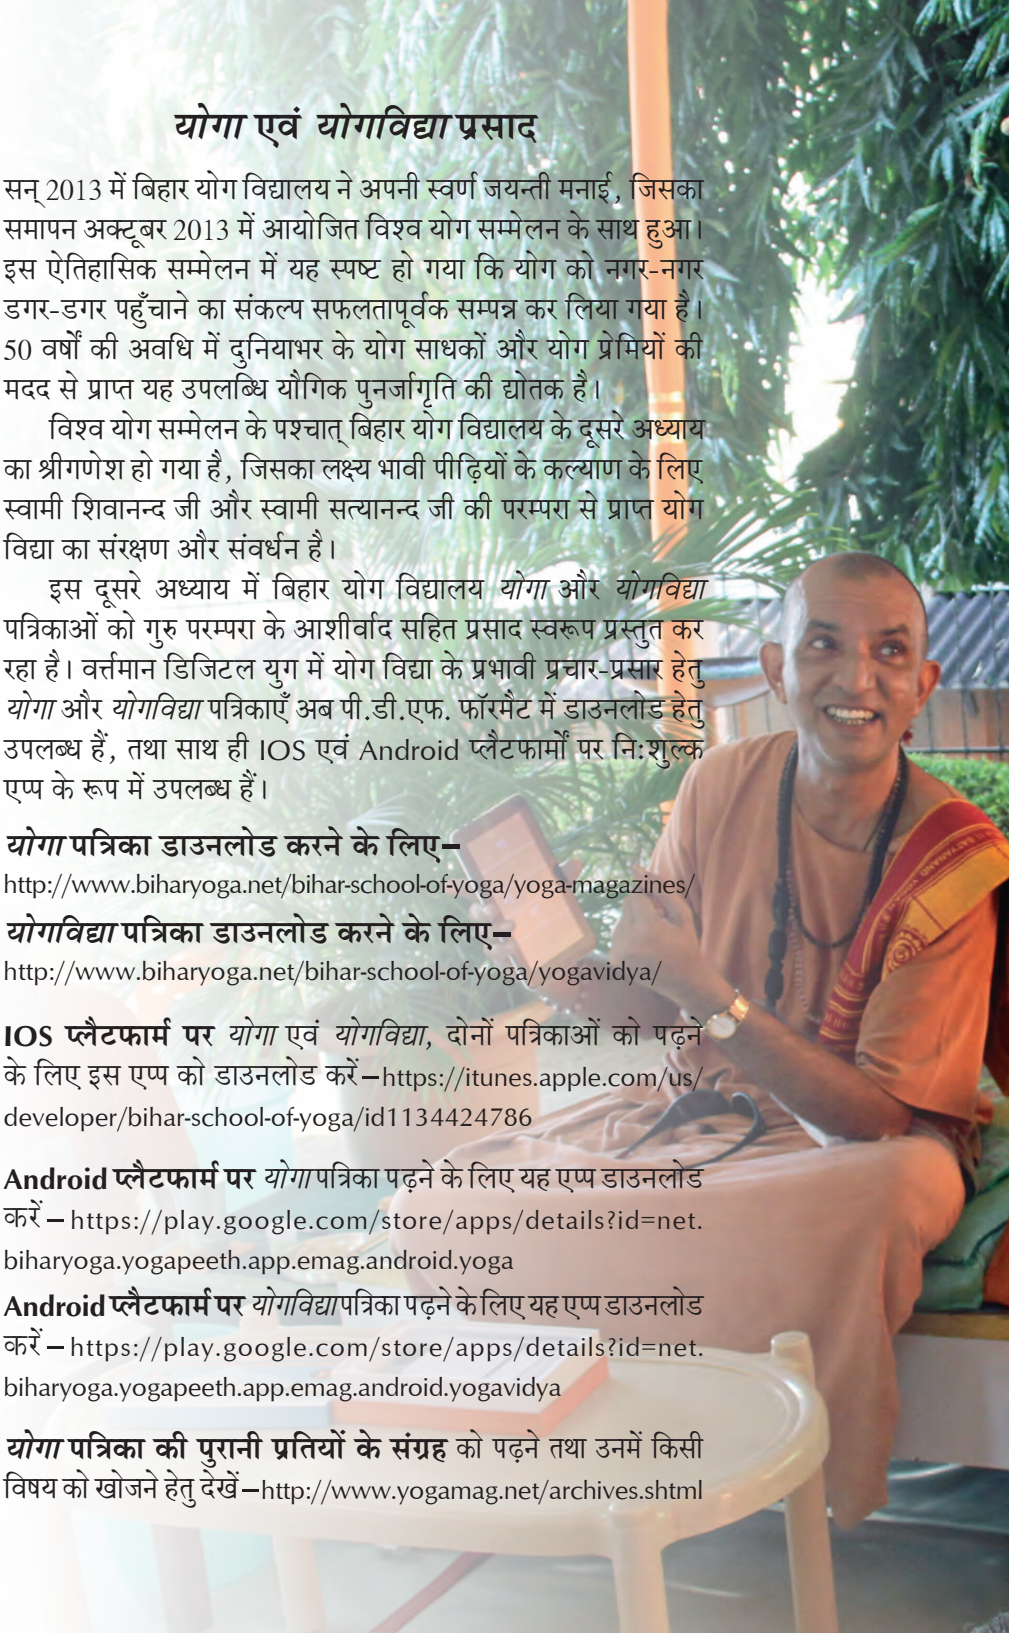 योगा एवं योगविद्या प्रसाद
सन् 2013 में बिहार योग विद्यालय ने अपनी स्वर्ण जयन्ती मनाई, जिसका
समापन अक्टूबर 2013 में आयोजित विश्व योग सम्मेलन के साथ हुआ।
इस ऐतिहासिक सम्मेलन में यह स्पष्ट हो गया कि योग को नगर-नगर
डगर-डगर पहुँचाने का संकल्प सफलतापूर्वक सम्पन्न कर लिया गया है।
50 वर्षों की अवधि में दुनियाभर के योग साधकों और योग प्रेमियों की
मदद से प्राप्त यह उपलब्धि यौगिक पुनर्जागृति की द्योतक है।
विश्व योग सम्मेलन के पश्चात् बिहार योग विद्यालय के दूसरे अध्याय
का श्रीगणेश हो गया है, जिसका लक्ष्य भावी पीढ़ियों के कल्याण के लिए
स्वामी शिवानन्द जी और स्वामी सत्यानन्द जी की परम्परा से प्राप्त योग
विद्या का संरक्षण और संवर्धन है।
इस दूसरे अध्याय में बिहार योग विद्यालय योगा और योगविद्या
पत्रिकाओं को गुरु परम्परा के आशीर्वाद सहित प्रसाद स्वरूप प्रस्तुत कर
रहा है। वर्त्तमान डिजिटल युग में योग विद्या के प्रभावी प्रचार-प्रसार हेतु
योगा और योगविद्या पत्रिकाएँ अब पी.डी.एफ. फॉरमैट में डाउनलोड हेतु
उपलब्ध हैं, तथा साथ ही IOS एवं Android प्लैटफार्मों पर नि:शुल्क
एप्प के रूप में उपलब्ध हैं।
योगा पत्रिका डाउनलोड करने के लिए–
http://www.biharyoga.net/bihar-school-of-yoga/yoga-magazines/
योगविद्या पत्रिका डाउनलोड करने के लिए–
http://www.biharyoga.net/bihar-school-of-yoga/yogavidya/
IOS प्लैटफार्म पर योगा एवं योगविद्या, दोनों पत्रिकाओं को पढ़ने
के लिए इस एप्प को डाउनलोड करें–https://itunes.apple.com/us/
developer/bihar-school-of-yoga/id1134424786
Android प्लैटफार्म पर योगा पत्रिका पढ़ने के लिए यह एप्प डाउनलोड
करें – https://play.google.com/store/apps/details?id=net.
biharyoga.yogapeeth.app.emag.android.yoga
Android प्लैटफार्म पर योगविद्या पत्रिका पढ़ने के लिए यह एप्प डाउनलोड
करें – https://play.google.com/store/apps/details?id=net.
biharyoga.yogapeeth.app.emag.android.yogavidya
योगा पत्रिका की पुरानी प्रतियों के संग्रह को पढ़ने तथा उनमें किसी
विषय को खोजने हेतु देखें–http://www.yogamag.net/archives.shtml